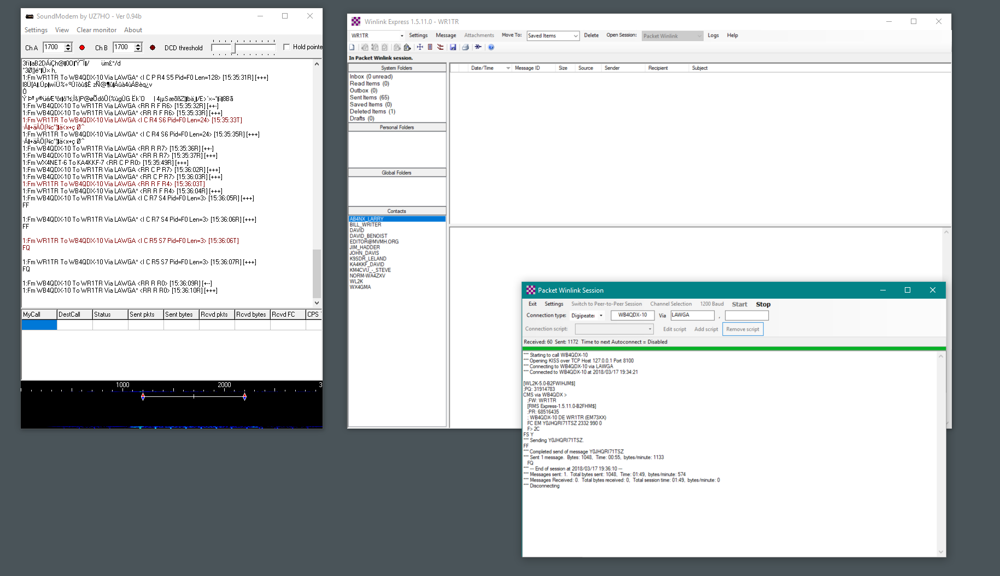 SoundModem by UZ7HO - Ver 0.94b
Settings View Clear monitor About
Ch A 1700 Ch B 1700 DCD threshold Hold pointe
1:Fm WR1TR To WB4QDX-10 Via LAWGA* <I C P R4 S5 Pid=F0 Len=128> [15:35:31R] [+++]
1:Fm WB4QDX-10 To WR1TR Via LAWGA <RR R F R6> [15:35:32R] [++-]
1:Fm WB4QDX-10 To WR1TR Via LAWGA* <RR R F R6> [15:35:33R] [+++]
1:Fm WR1TR To WB4QDX-10 Via LAWGA <I C R4 S6 Pid=F0 Len=24> [15:35:33T]
1:Fm WR1TR To WB4QDX-10 Via LAWGA* <I C R4 S6 Pid=F0 Len=24> [15:35:35R] [+++]
1:Fm WB4QDX-10 To WR1TR Via LAWGA <RR R R7> [15:35:36R] [++-]
1:Fm WB4QDX-10 To WR1TR Via LAWGA* <RR R R7> [15:35:37R] [+++]
1:Fm WX4NET-6 To KA4KKF-7 <RR C P R0> [15:35:49R] [+++]
1:Fm WB4QDX-10 To WR1TR Via LAWGA <RR C P R7> [15:36:02R] [+++]
1:Fm WB4QDX-10 To WR1TR Via LAWGA* <RR C P R7> [15:36:03R] [+++]
1:Fm WR1TR To WB4QDX-10 Via LAWGA <RR R F R4> [15:36:03T]
1:Fm WR1TR To WB4QDX-10 Via LAWGA* <RR R F R4> [15:36:04R] [+++]
1:Fm WB4QDX-10 To WR1TR Via LAWGA <I C R7 S4 Pid=F0 Len=3> [15:36:05R] [+++]
FF
1:Fm WB4QDX-10 To WR1TR Via LAWGA* <I C R7 S4 Pid=F0 Len=3> [15:36:06R] [+++]
FF
1:Fm WR1TR To WB4QDX-10 Via LAWGA <I C R5 S7 Pid=F0 Len=3> [15:36:06T]
FQ
1:Fm WR1TR To WB4QDX-10 Via LAWGA* <I C R5 S7 Pid=F0 Len=3> [15:36:07R] [+++]
FQ
1:Fm WB4QDX-10 To WR1TR Via LAWGA <RR R R0> [15:36:09R] [+--]
1:Fm WB4QDX-10 To WR1TR Via LAWGA* <RR R R0> [15:36:10R] [+++]
MyCall DestCall Status Sent pkts Sent bytes Rcvd pkts Rcvd bytes Rcvd FC CPS
1000 2000 3
Winlink Express 1.5.11.0 - WR1TR
WR1TR Settings Message Attachments Move To: Saved Items Delete Open Session: Packet Winlink Logs Help
In Packet Winlink session.
System Folders
Inbox (0 unread)
Read Items (0)
Outbox (0)
Sent Items (65)
Saved Items (0)
Deleted Items (1)
Drafts (0)
Personal Folders
Global Folders
Contacts
AB4NX_LARRY
BILL_WRITER
DAVID
DAVID_BENOIST
EDITOR@MVMH.ORG
JIM_HADDER
JOHN_DAVIS
K9SDR_LELAND
KA4KKF_DAVID
KM4CVU_-_STEVE
NORM-WA4ZXV
WL2K
WX4GMA
Date/Time Message ID Size Source Sender Recipient Subject
Packet Winlink Session
Exit Settings Switch to Peer-to-Peer Session Channel Selection 1200 Baud Start Stop
Connection type: Digipeater WB4QDX-10 Via LAWGA ,
Connection script: Edit script Add script Remove script
Received: 60 Sent: 1172 Time to next Autoconnect = Disabled
*** Starting to call WB4QDX-10
*** Opening KISS over TCP Host 127.0.0.1 Port 8100
*** Connecting to WB4QDX-10 via LAWGA
*** Connected to WB4QDX-10 at 2018/03/17 19:34:21
[WL2K-5.0-B2FWIHJM$]
;PQ: 31914783
CMS via WB4QDX >
;FW: WR1TR
[RMS Express-1.5.11.0-B2FHM$]
;PR: 68516435
; WB4QDX-10 DE WR1TR (EM73XX)
FC EM Y0JHQRI71TSZ 2332 990 0
F> 2C
FS Y
*** Sending Y0JHQRI71TSZ.
FF
*** Completed send of message Y0JHQRI71TSZ
*** Sent 1 message. Bytes: 1048, Time: 00:55, bytes/minute: 1133
FQ
*** --- End of session at 2018/03/17 19:36:10 ---
*** Messages sent: 1. Total bytes sent: 1048, Time: 01:49, bytes/minute: 574
*** Messages Received: 0. Total bytes received: 0, Total session time: 01:49, bytes/minute: 0
*** Disconnecting